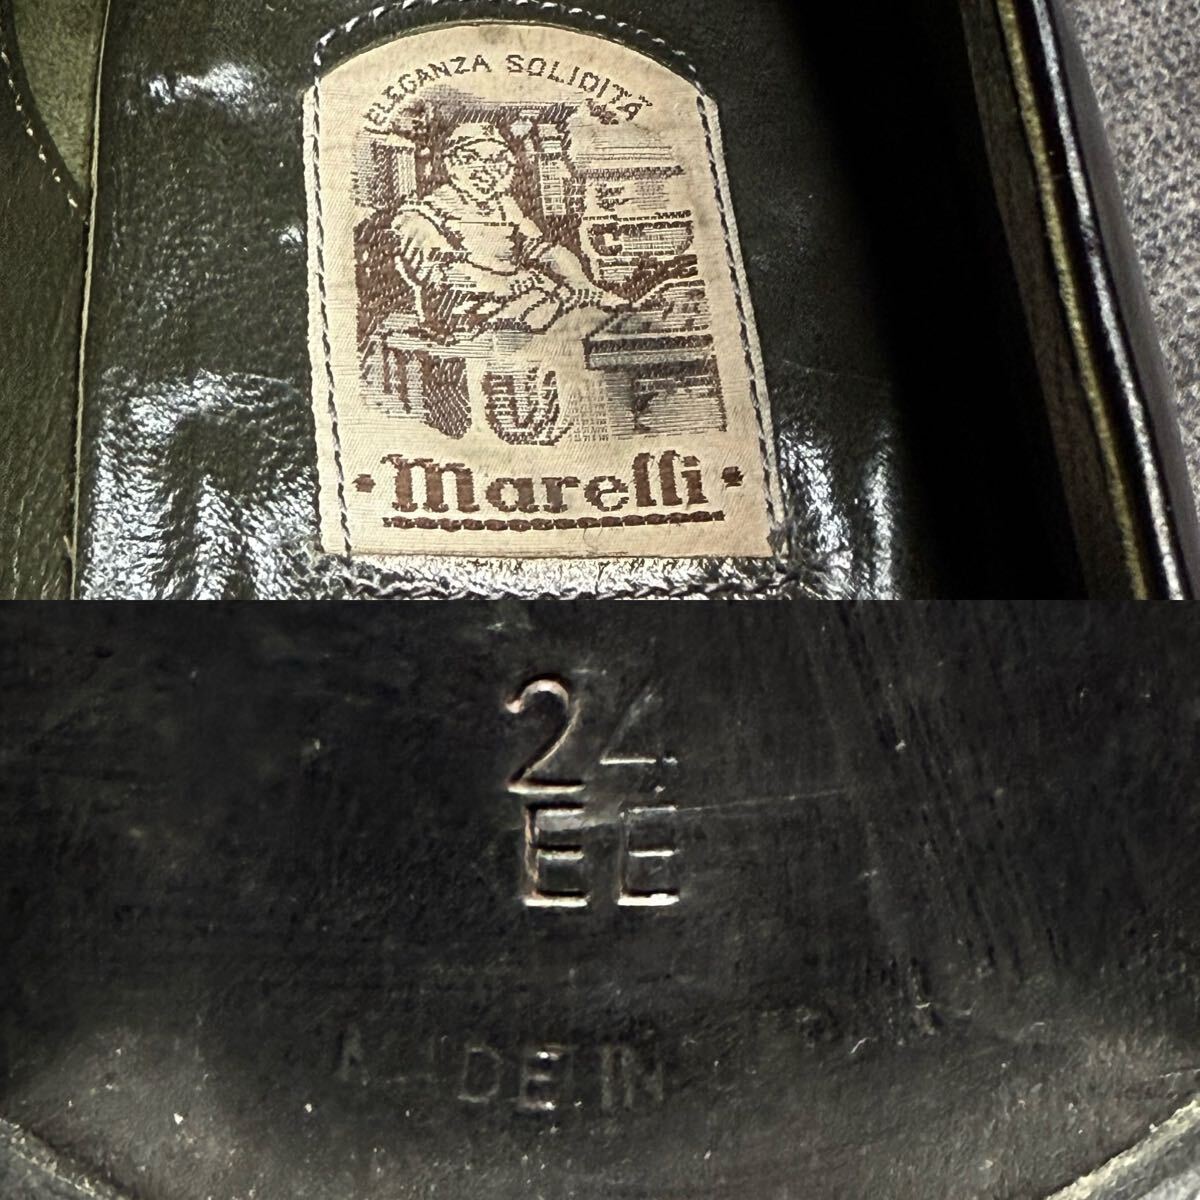 ELEGANZA SOLIDITÀ
· Marelli ·
24
EE
DE IN